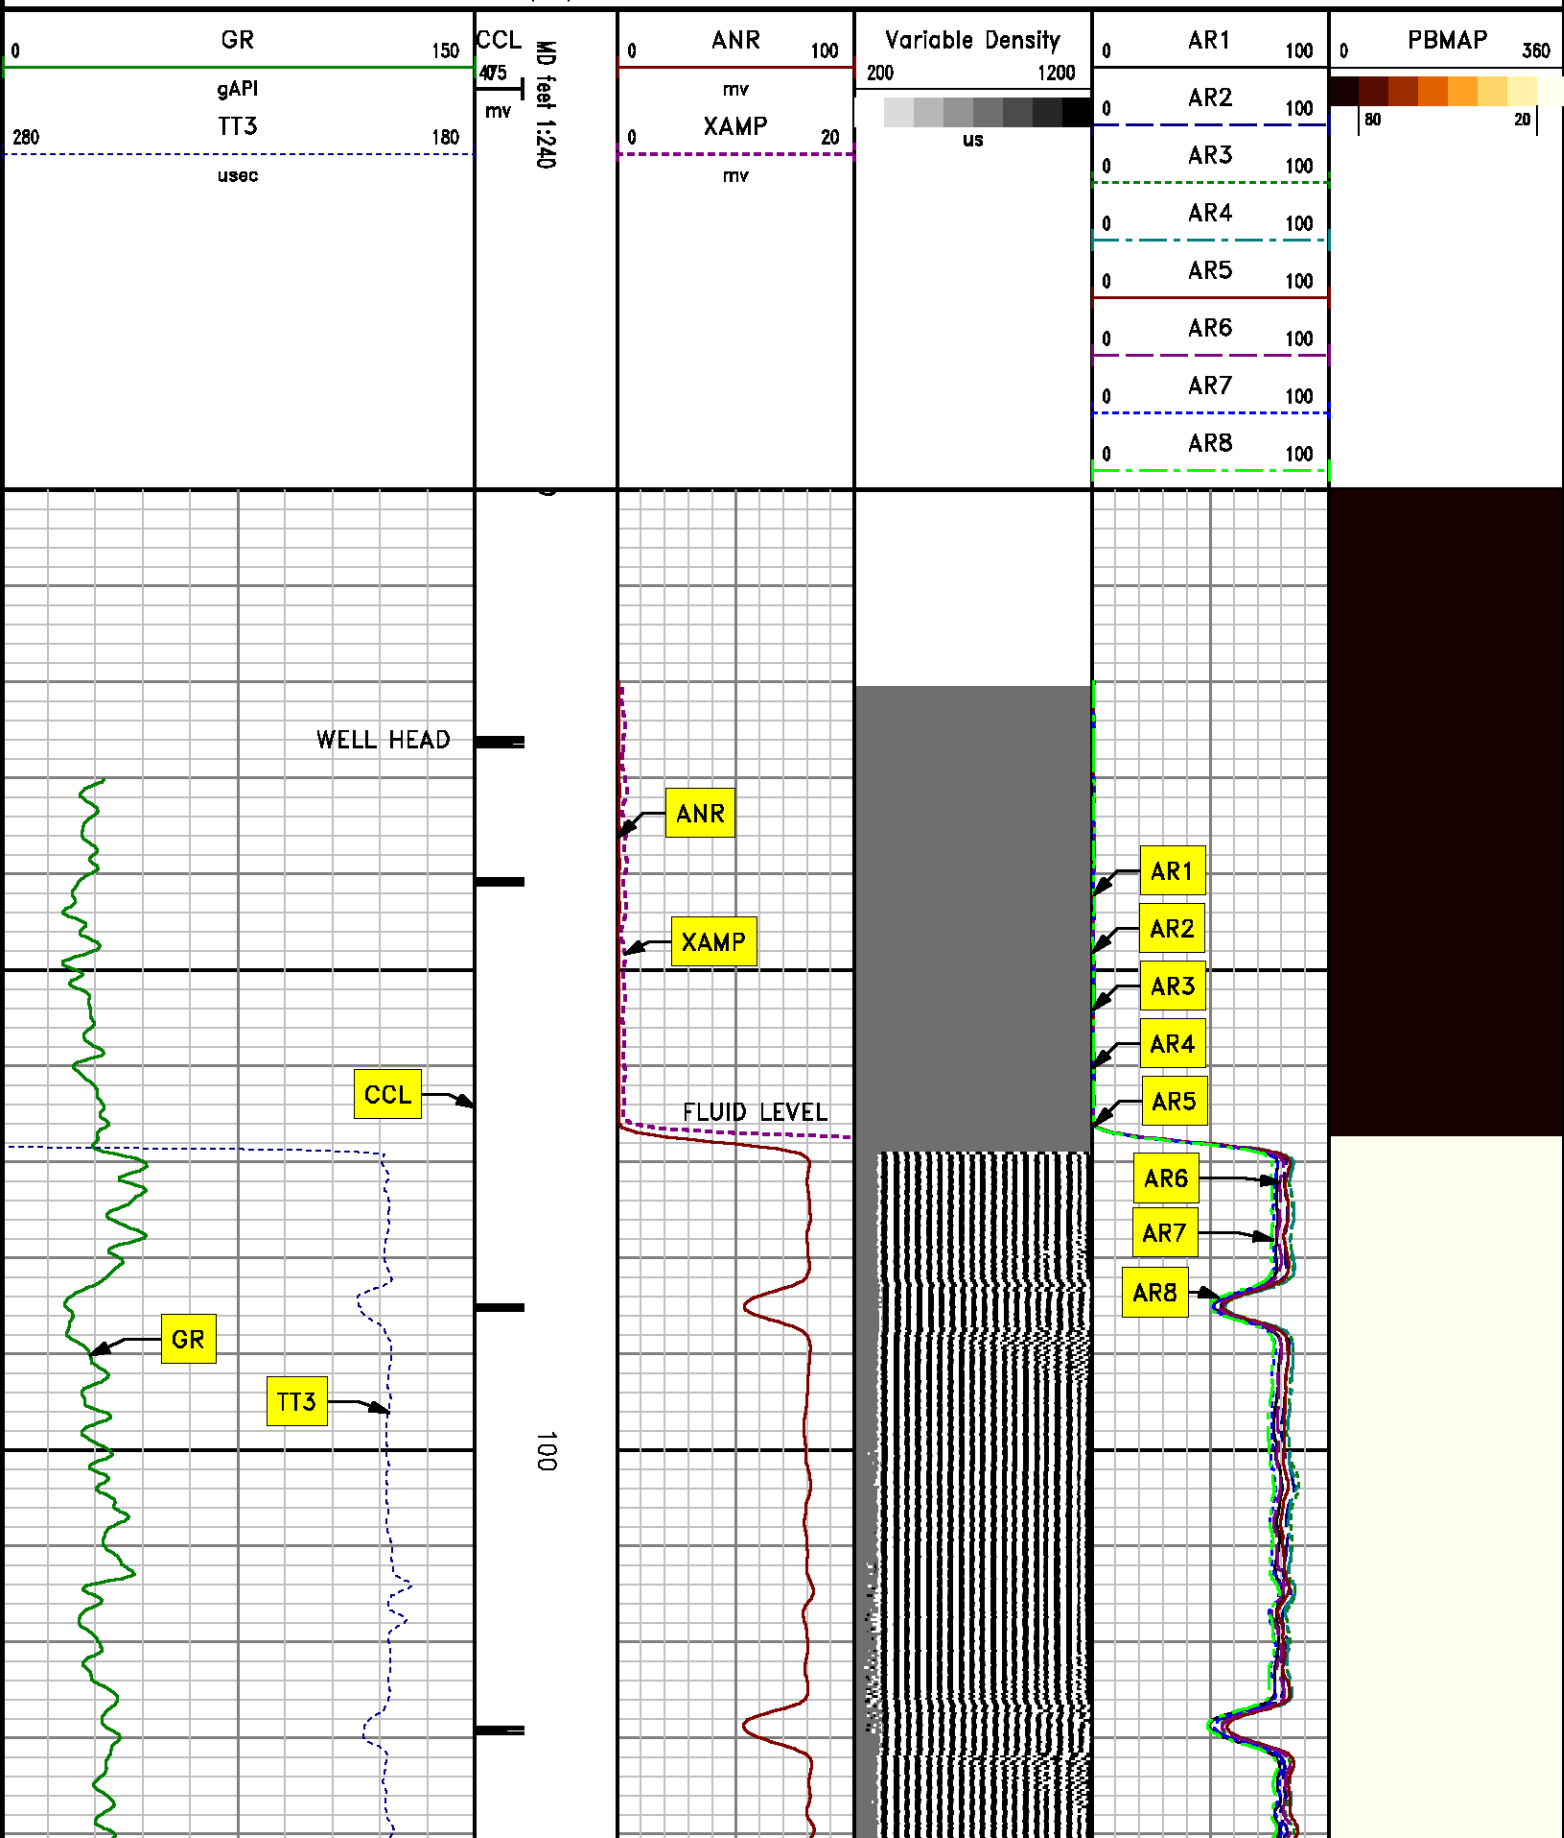 GR
0 150
gAPI
TT3
280 180
usec
CCL
475
mv
MD feet 1:240
ANR
0 100
mv
XAMP
0 20
mv
Variable Density
200 1200
us
AR1
0 100
AR2
0 100
AR3
0 100
AR4
0 100
AR5
0 100
AR6
0 100
AR7
0 100
AR8
0 100
PBMAP
0 360
80 20
WELL HEAD
ANR
AR1
AR2
XAMP
AR3
AR4
CCL
AR5
FLUID LEVEL
AR6
AR7
AR8
GR
TT3
100